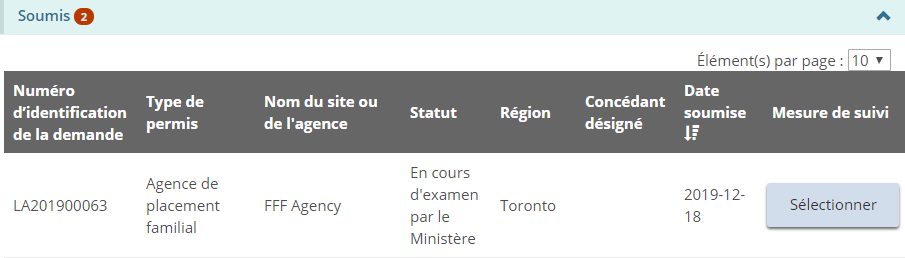 Soumis 2
Élément(s) par page : 10
Numéro d’identification de la demande
Type de permis
Nom du site ou de l'agence
Statut
Région
Concédant désigné
Date soumise
Mesure de suivi
LA201900063
Agence de placement familial
FFF Agency
En cours d'examen par le Ministère
Toronto
2019-12-18
Sélectionner